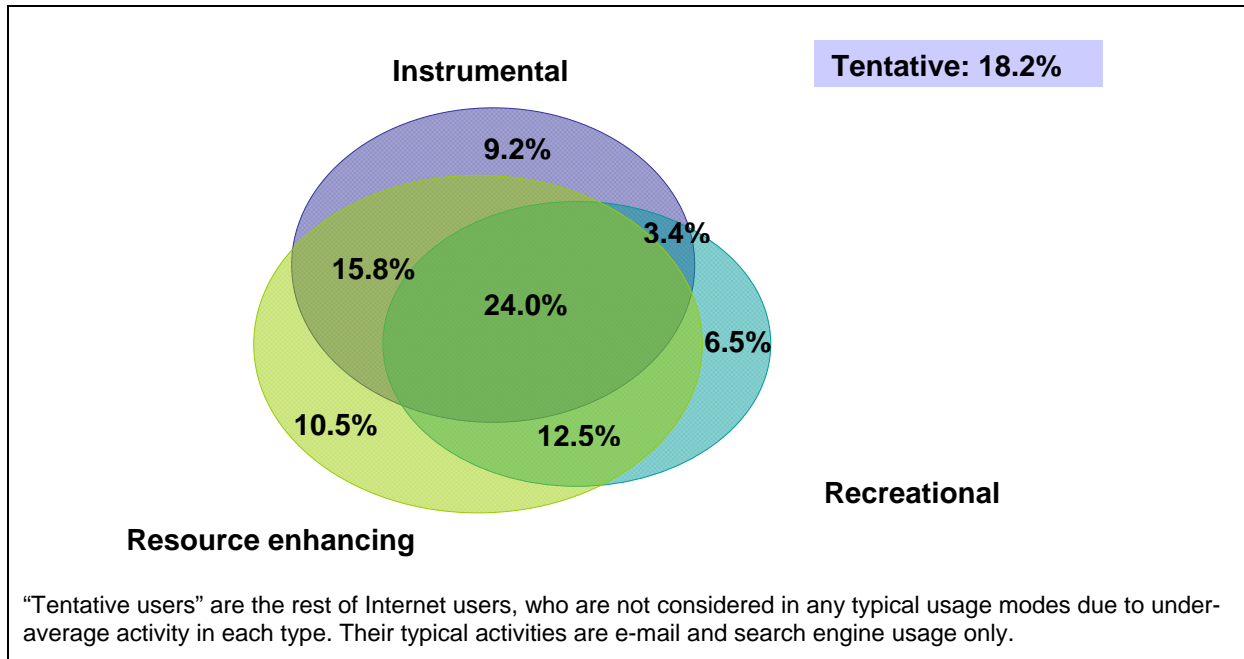 Instrumental
Tentative: 18.2%
9.2%
3.4%
15.8%
24.0%
6.5%
10.5%
12.5%
Recreational
Resource enhancing
“Tentative users” are the rest of Internet users, who are not considered in any typical usage modes due to under-
average activity in each type. Their typical activities are e-mail and search engine usage only.